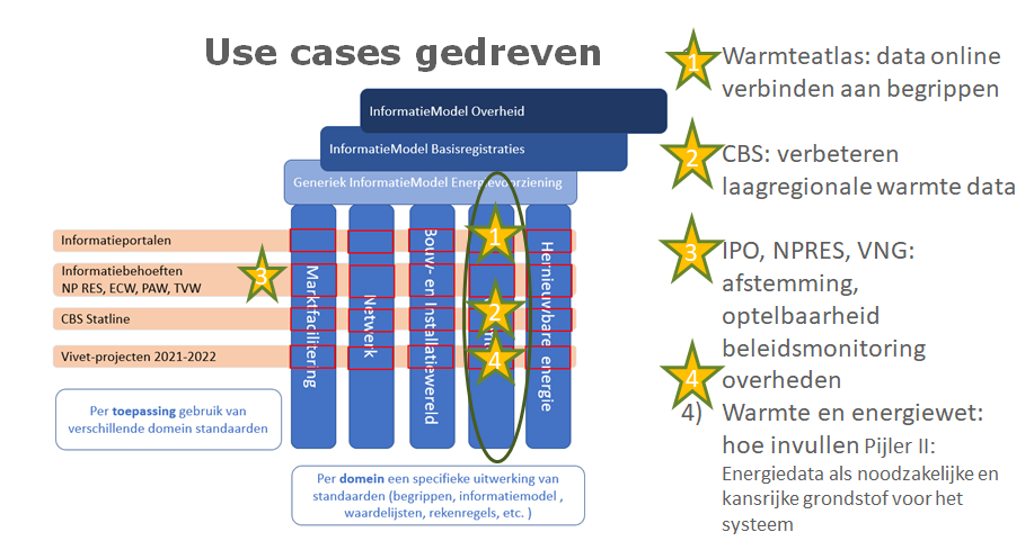 Use cases gedreven
InformatieModel Overheid
InformatieModel Basisregistraties
Generiek InformatieModel Energievorziening
Informatieportalen
Informatiebehoeften
NP RES, ECW, PAW, TVW
CBS Statline
Vivet-projecten 2021-2022
3
Marktfacilitering
Netwerk
Bouw- en Installatiewereld
1
2
4
Hernieuwbare energie
Per toepassing gebruik van
verschillende domein standaarden
Per domein een specifieke uitwerking van
standaarden (begrippen, informatiemodel ,
waardelijsten, rekenregels, etc. )
1
Warmteatlas: data online
verbinden aan begrippen
2
CBS: verbeteren
laagregionale warmte data
3
IPO, NPRES, VNG:
afstemming,
optelbaarheid
beleidsmonitoring
overheden
4
4) Warmte en energiewet:
hoe invullen Pijler II:
Energiedata als noodzakelijke en
kansrijke grondstof voor het
systeem